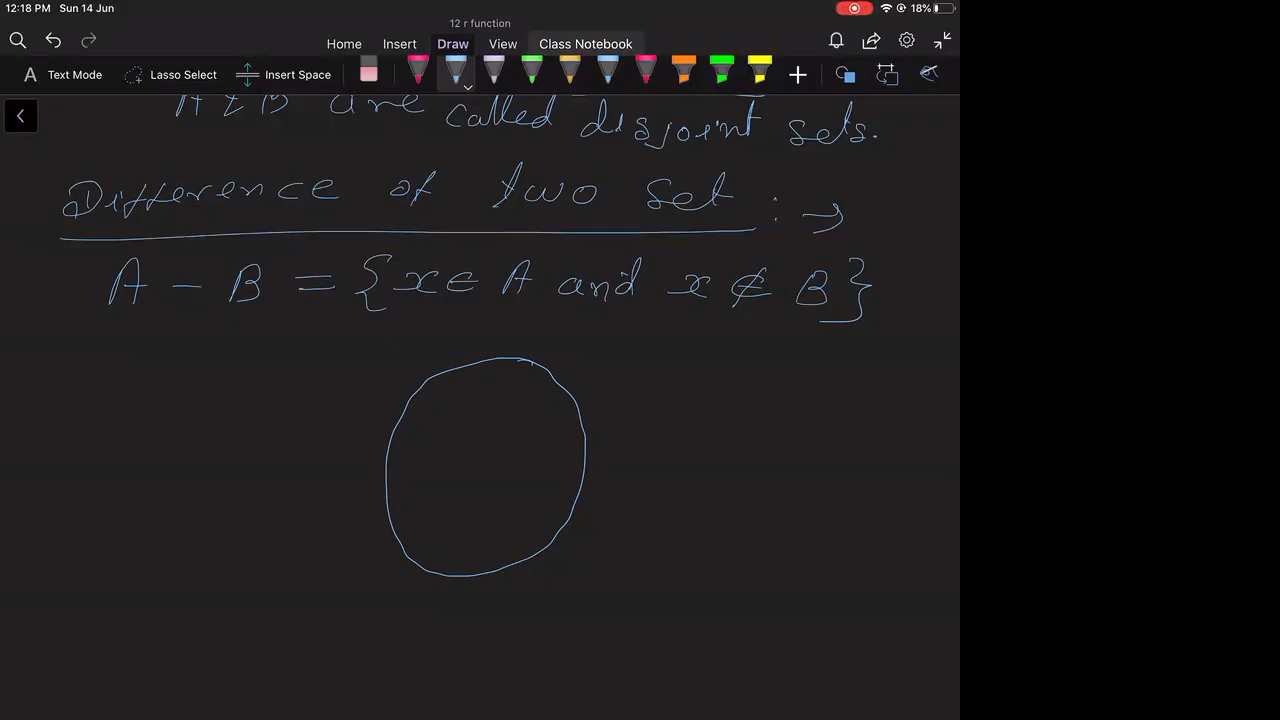 12:18 PM Sun 14 Jun
18%
12 r function
Home Insert Draw View Class Notebook
A Text Mode Lasso Select Insert Space
A & B are called disjoint sets.
Difference of two set : →
A - B = {x ∈ A and x ∉ B}